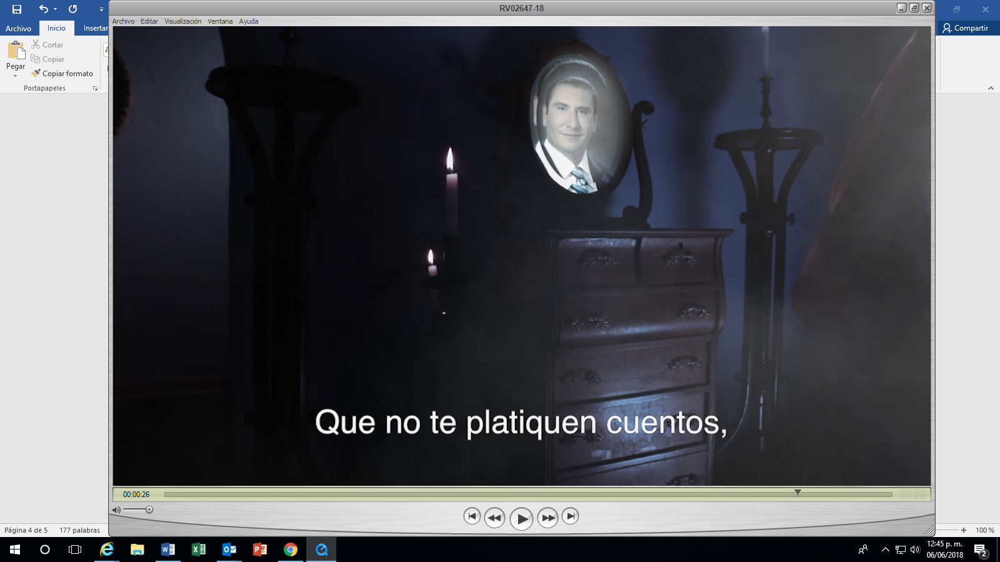 RV02647-18
Archivo Editar Visualización Ventana Ayuda
Archivo Inicio Insertar
Compartir
Pegar
Cortar
Copiar
Copiar formato
Portapapeles
Que no te platiquen cuentos,
00:00:26
Página 4 de 5 177 palabras
100 %
12:45 p. m.
06/06/2018
2